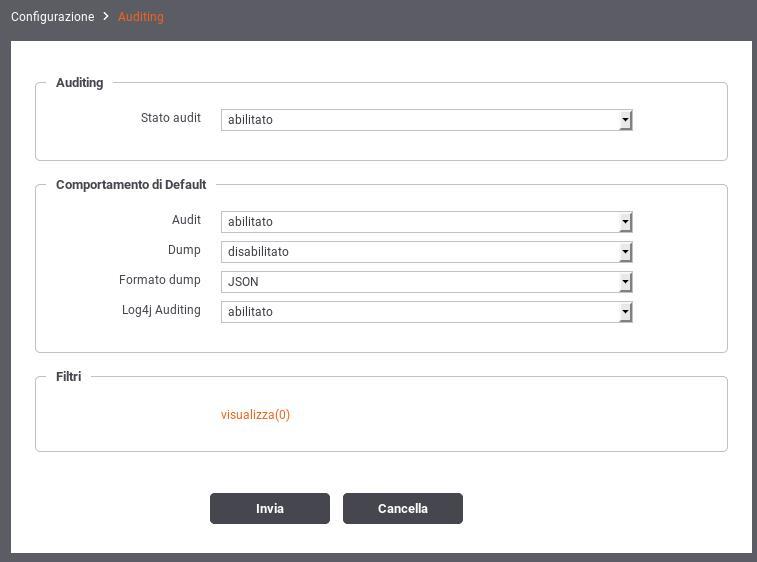 Configurazione > Auditing
Auditing
Stato audit abilitato
Comportamento di Default
Audit abilitato
Dump disabilitato
Formato dump JSON
Log4j Auditing abilitato
Filtri
visualizza(0)
Invia Cancella